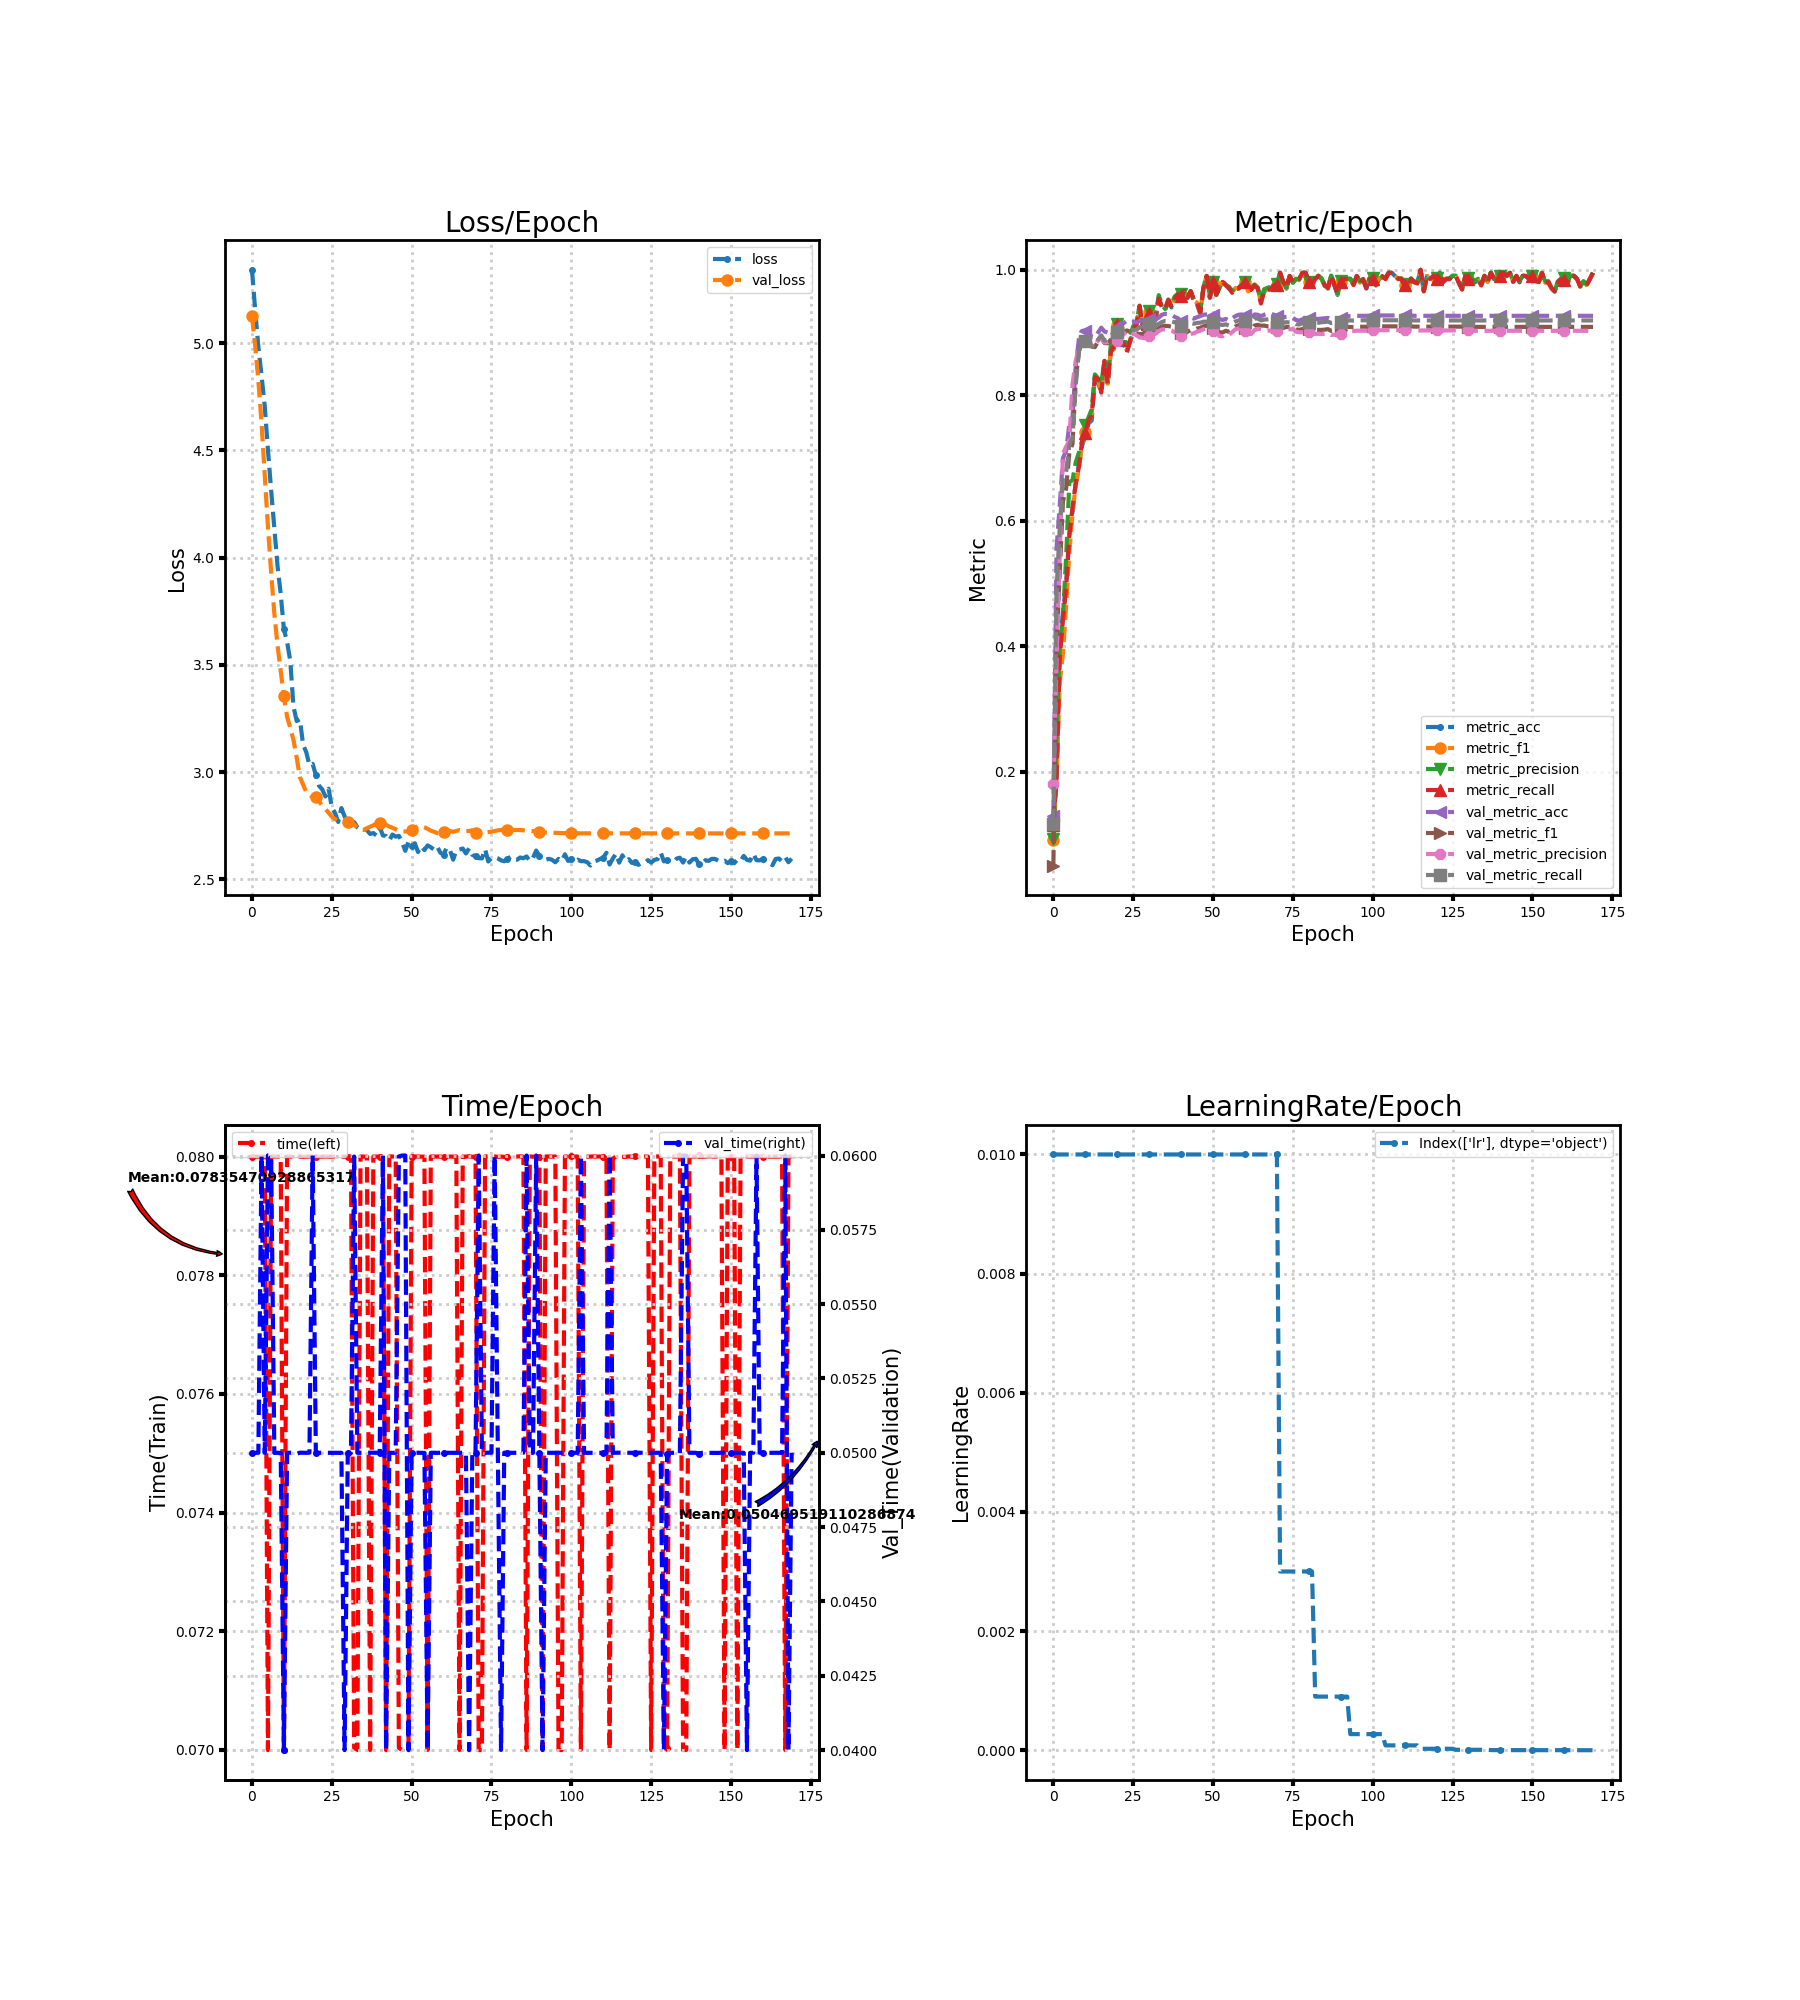 Loss/Epoch
loss
val_loss
5.0
4.5
4.0
3.5
3.0
2.5
Loss
0 25 50 75 100 125 150 175
Epoch
Metric/Epoch
1.0
0.8
0.6
0.4
0.2
Metric
metric_acc
metric_f1
metric_precision
metric_recall
val_metric_acc
val_metric_f1
val_metric_precision
val_metric_recall
0 25 50 75 100 125 150 175
Epoch
Time/Epoch
time(left)
val_time(right)
0.080
0.078
0.076
0.074
0.072
0.070
Time(Train)
0.0600
0.0575
0.0550
0.0525
0.0500
0.0475
0.0450
0.0425
0.0400
Val_Time(Validation)
0 25 50 75 100 125 150 175
Epoch
LearningRate/Epoch
Index(['lr'], dtype='object')
0.010
0.008
0.006
0.004
0.002
0.000
LearningRate
0 25 50 75 100 125 150 175
Epoch